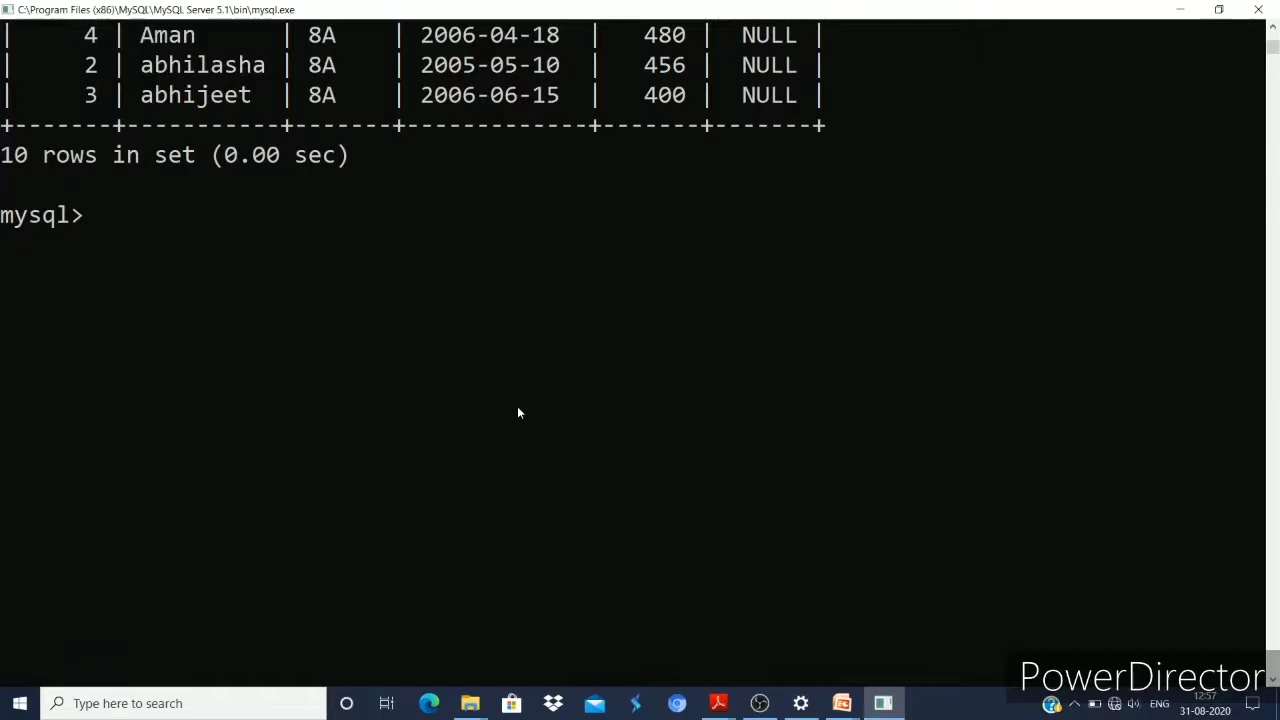 C:\Program Files (x86)\MySQL\MySQL Server 5.1\bin\mysql.exe
|     4 | Aman      | 8A    | 2006-04-18  |   480 |  NULL |
|     2 | abhilasha | 8A    | 2005-05-10  |   456 |  NULL |
|     3 | abhijeet  | 8A    | 2006-06-15  |   400 |  NULL |
+-------+-----------+-------+-------------+-------+-------+
10 rows in set (0.00 sec)
mysql>
PowerDirector
Type here to search
ENG
12:57
31-08-2020